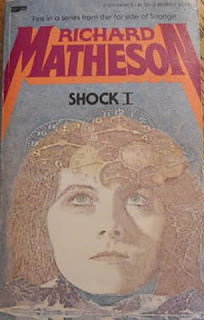 First in a series from the far side of Strange
RICHARD
MATHESON
SHOCK I